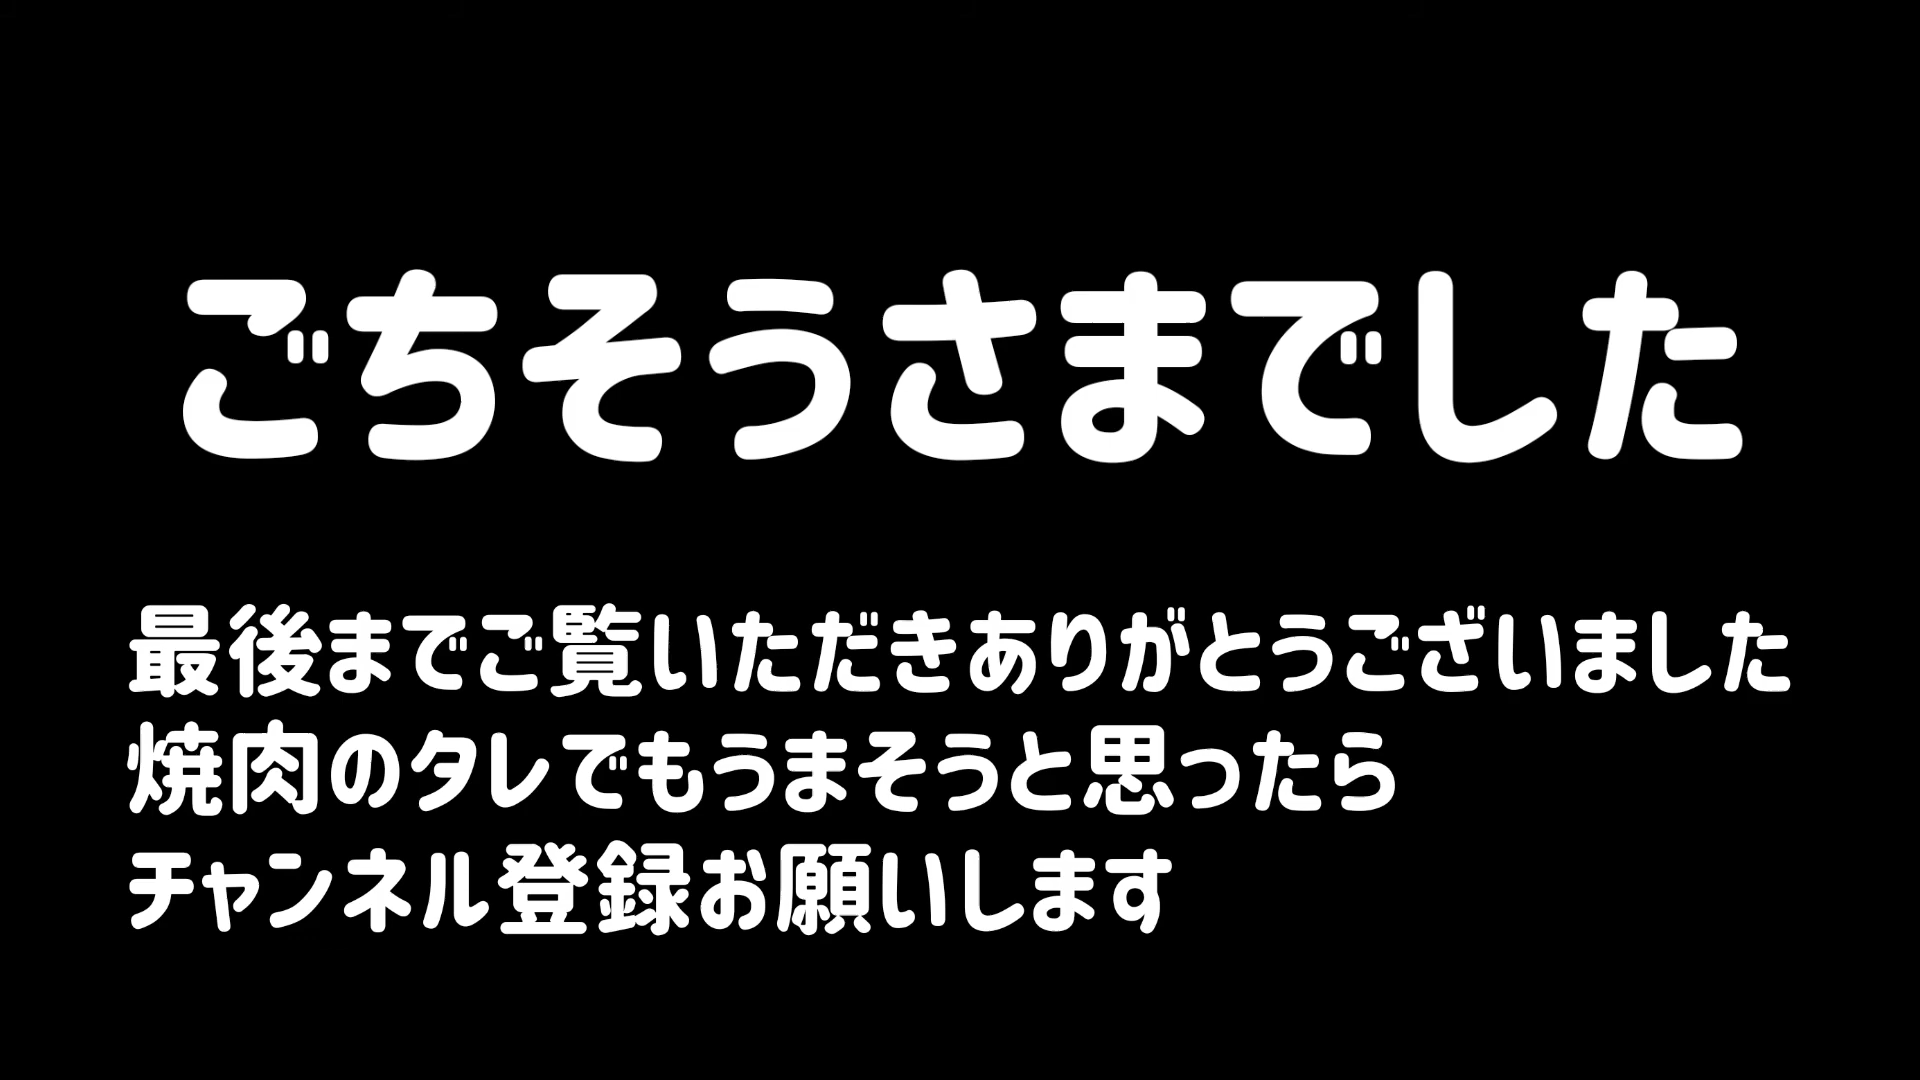 ごちそうさまでした
最後までご覧いただきありがとうございました
焼肉のタレでもうまそうと思ったら
チャンネル登録お願いします